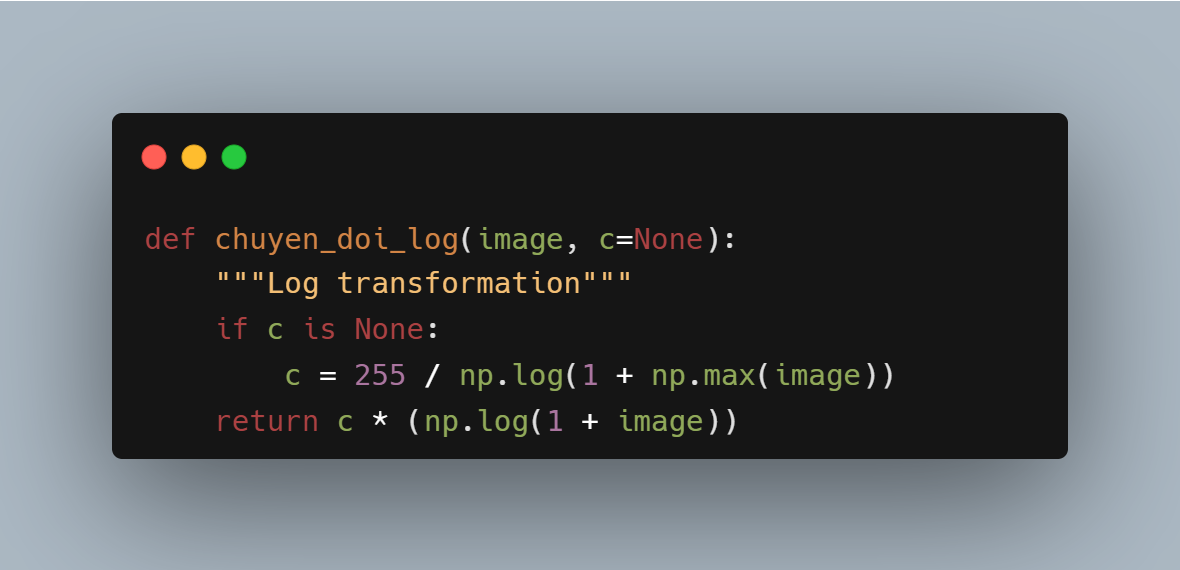 def chuyen_doi_log(image, c=None):
    """Log transformation"""
    if c is None:
        c = 255 / np.log(1 + np.max(image))
    return c * (np.log(1 + image))